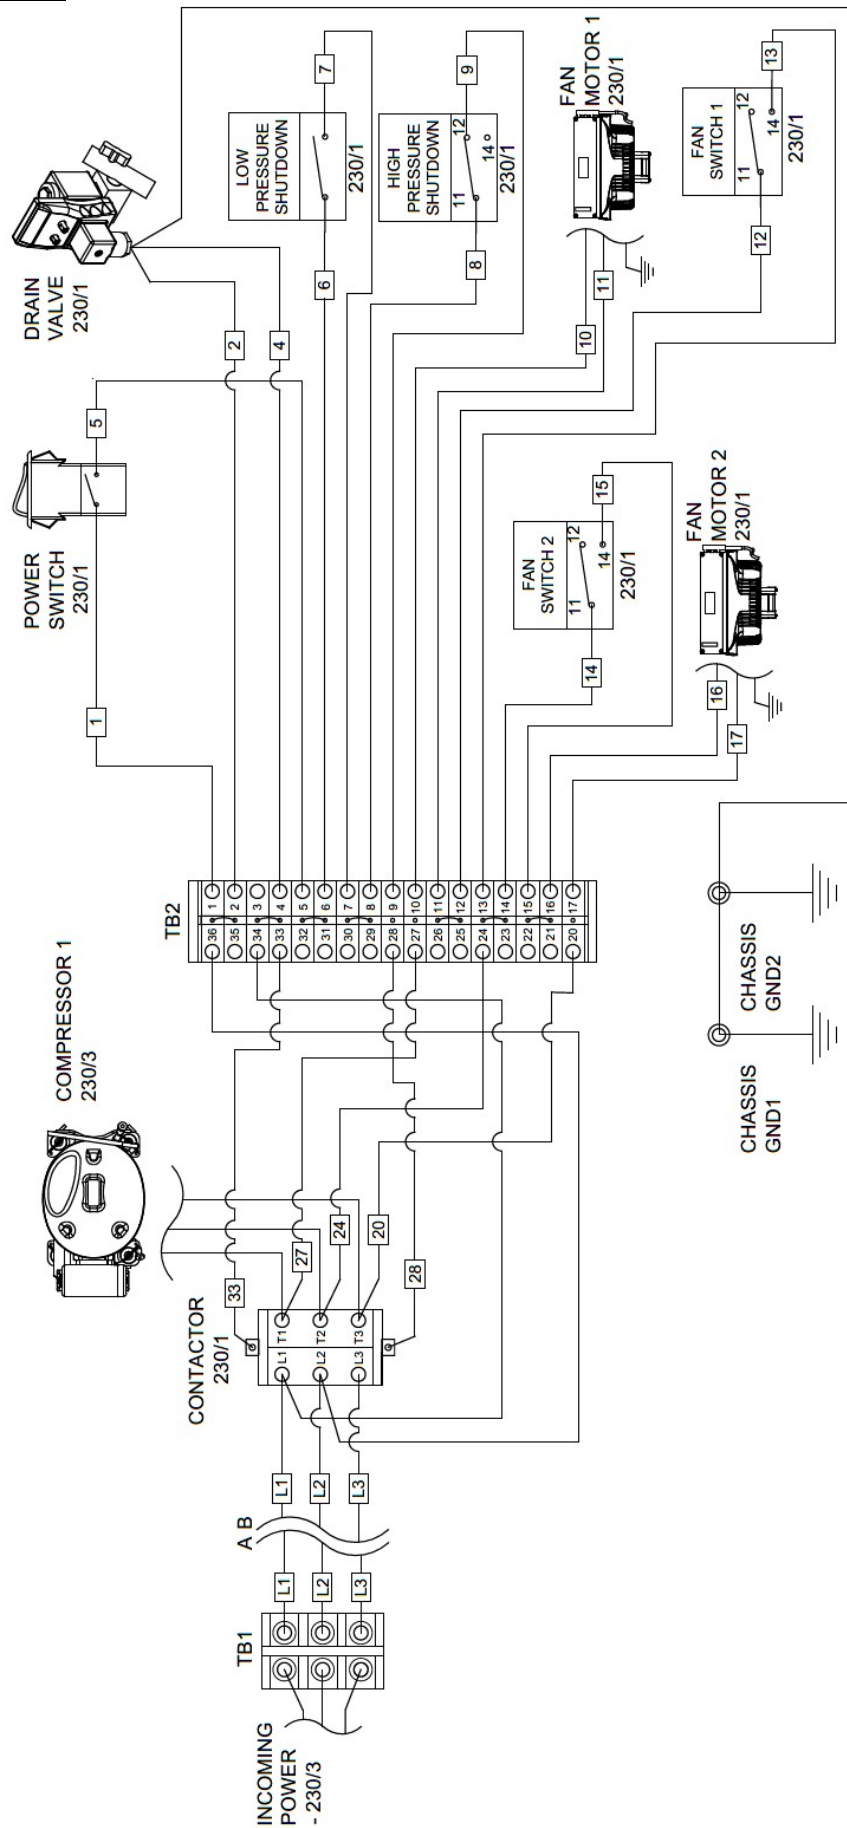 INCOMING
POWER
- 230/3
TB1
L1
L2
L3
A B
L1
L2
L3
CONTACTOR
230/1
L1
L2
L3
T1
T2
T3
33
27
24
20
28
COMPRESSOR 1
230/3
TB2
36
35
34
33
32
31
30
29
28
27
26
25
24
23
22
21
20
1
2
3
4
5
6
7
8
9
10
11
12
13
14
15
16
17
CHASSIS
GND1
CHASSIS
GND2
POWER
SWITCH
230/1
1
5
DRAIN
VALVE
230/1
2
4
LOW
PRESSURE
SHUTDOWN
230/1
6
7
HIGH
PRESSURE
SHUTDOWN
11
12
14
230/1
8
9
FAN
MOTOR 1
230/1
10
11
FAN
SWITCH 1
11
12
14
230/1
12
13
FAN
SWITCH 2
11
12
14
230/1
14
15
FAN
MOTOR 2
230/1
16
17